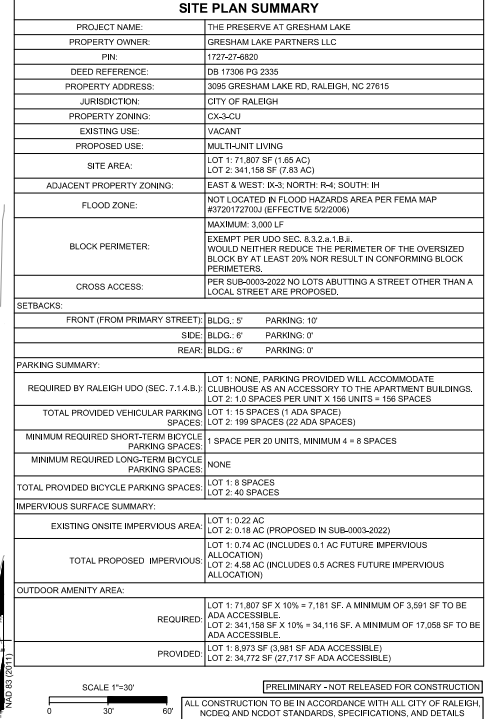 SITE PLAN SUMMARY
PROJECT NAME: THE PRESERVE AT GRESHAM LAKE
PROPERTY OWNER: GRESHAM LAKE PARTNERS LLC
PIN: 1727-27-6820
DEED REFERENCE: DB 17306 PG 2335
PROPERTY ADDRESS: 3095 GRESHAM LAKE RD, RALEIGH, NC 27615
JURISDICTION: CITY OF RALEIGH
PROPERTY ZONING: CX-3-CU
EXISTING USE: VACANT
PROPOSED USE: MULTI-UNIT LIVING
SITE AREA: LOT 1: 71,807 SF (1.65 AC)
LOT 2: 341,158 SF (7.83 AC)
ADJACENT PROPERTY ZONING: EAST & WEST: IX-3; NORTH: R-4; SOUTH: IH
FLOOD ZONE: NOT LOCATED IN FLOOD HAZARDS AREA PER FEMA MAP
#3720172700J (EFFECTIVE 5/2/2006)
BLOCK PERIMETER: MAXIMUM: 3,000 LF
EXEMPT PER UDO SEC. 8.3.2.a.1.B.ii.
WOULD NEITHER REDUCE THE PERIMETER OF THE OVERSIZED
BLOCK BY AT LEAST 20% NOR RESULT IN CONFORMING BLOCK
PERIMETERS.
CROSS ACCESS: PER SUB-0003-2022 NO LOTS ABUTTING A STREET OTHER THAN A
LOCAL STREET ARE PROPOSED.
SETBACKS:
FRONT (FROM PRIMARY STREET): BLDG.: 5' PARKING: 10'
SIDE: BLDG.: 6' PARKING: 0'
REAR: BLDG.: 6' PARKING: 0'
PARKING SUMMARY:
REQUIRED BY RALEIGH UDO (SEC. 7.1.4.B.): LOT 1: NONE, PARKING PROVIDED WILL ACCOMMODATE
CLUBHOUSE AS AN ACCESSORY TO THE APARTMENT BUILDINGS.
LOT 2: 1.0 SPACES PER UNIT X 156 UNITS = 156 SPACES
TOTAL PROVIDED VEHICULAR PARKING
SPACES: LOT 1: 15 SPACES (1 ADA SPACE)
LOT 2: 199 SPACES (22 ADA SPACES)
MINIMUM REQUIRED SHORT-TERM BICYCLE
PARKING SPACES: 1 SPACE PER 20 UNITS, MINIMUM 4 = 8 SPACES
MINIMUM REQUIRED LONG-TERM BICYCLE
PARKING SPACES: NONE
TOTAL PROVIDED BICYCLE PARKING SPACES: LOT 1: 8 SPACES
LOT 2: 40 SPACES
IMPERVIOUS SURFACE SUMMARY:
EXISTING ONSITE IMPERVIOUS AREA: LOT 1: 0.22 AC
LOT 2: 0.18 AC (PROPOSED IN SUB-0003-2022)
TOTAL PROPOSED IMPERVIOUS: LOT 1: 0.74 AC (INCLUDES 0.1 AC FUTURE IMPERVIOUS
ALLOCATION)
LOT 2: 4.58 AC (INCLUDES 0.5 ACRES FUTURE IMPERVIOUS
ALLOCATION)
OUTDOOR AMENITY AREA:
REQUIRED: LOT 1: 71,807 SF X 10% = 7,181 SF. A MINIMUM OF 3,591 SF TO BE
ADA ACCESSIBLE.
LOT 2: 341,158 SF X 10% = 34,116 SF. A MINIMUM OF 17,058 SF TO BE
ADA ACCESSIBLE.
PROVIDED: LOT 1: 8,973 SF (3,981 SF ADA ACCESSIBLE)
LOT 2: 34,772 SF (27,717 SF ADA ACCESSIBLE)
NAD 83 (2011)
SCALE 1"=30'
0 30' 60'
PRELIMINARY - NOT RELEASED FOR CONSTRUCTION
ALL CONSTRUCTION TO BE IN ACCORDANCE WITH ALL CITY OF RALEIGH,
NCDEQ AND NCDOT STANDARDS, SPECIFICATIONS, AND DETAILS